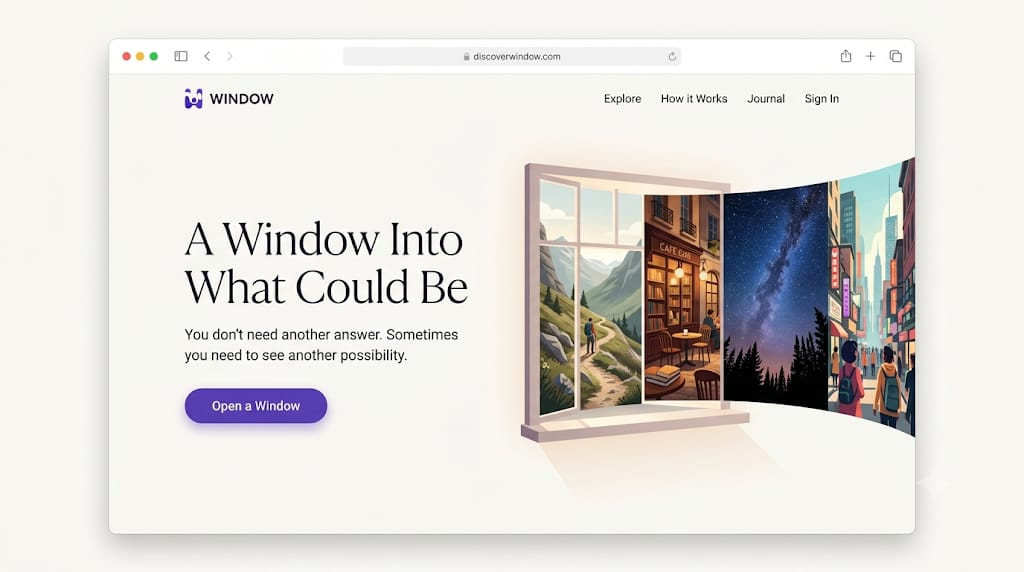 discoverwindow.com
WINDOW
Explore
How it Works
Journal
Sign In
A Window Into
What Could Be
You don't need another answer. Sometimes
you need to see another possibility.
Open a Window